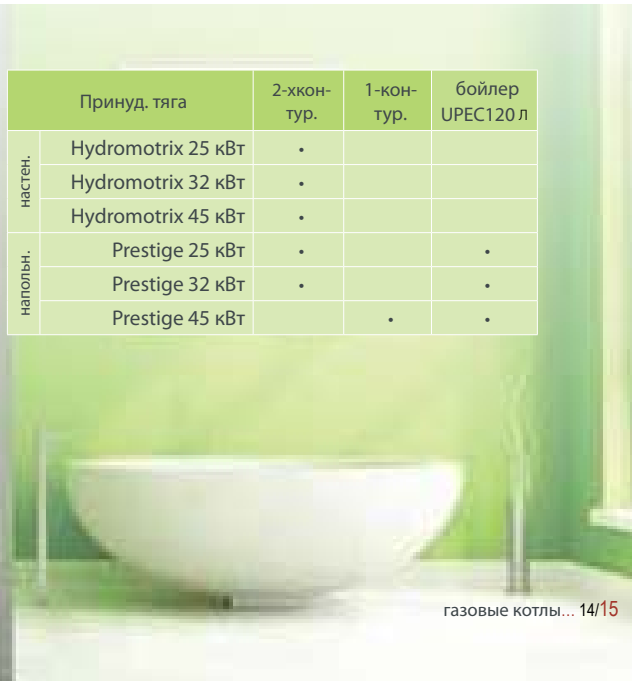 Принуд. тяга 2-хкон- 1-кон- бойлер
тур. тур. UPEC120 л
настен.
Hydromotrix 25 кВт •
Hydromotrix 32 кВт •
Hydromotrix 45 кВт •
напольн.
Prestige 25 кВт • •
Prestige 32 кВт • •
Prestige 45 кВт • •
газовые котлы... 14/15